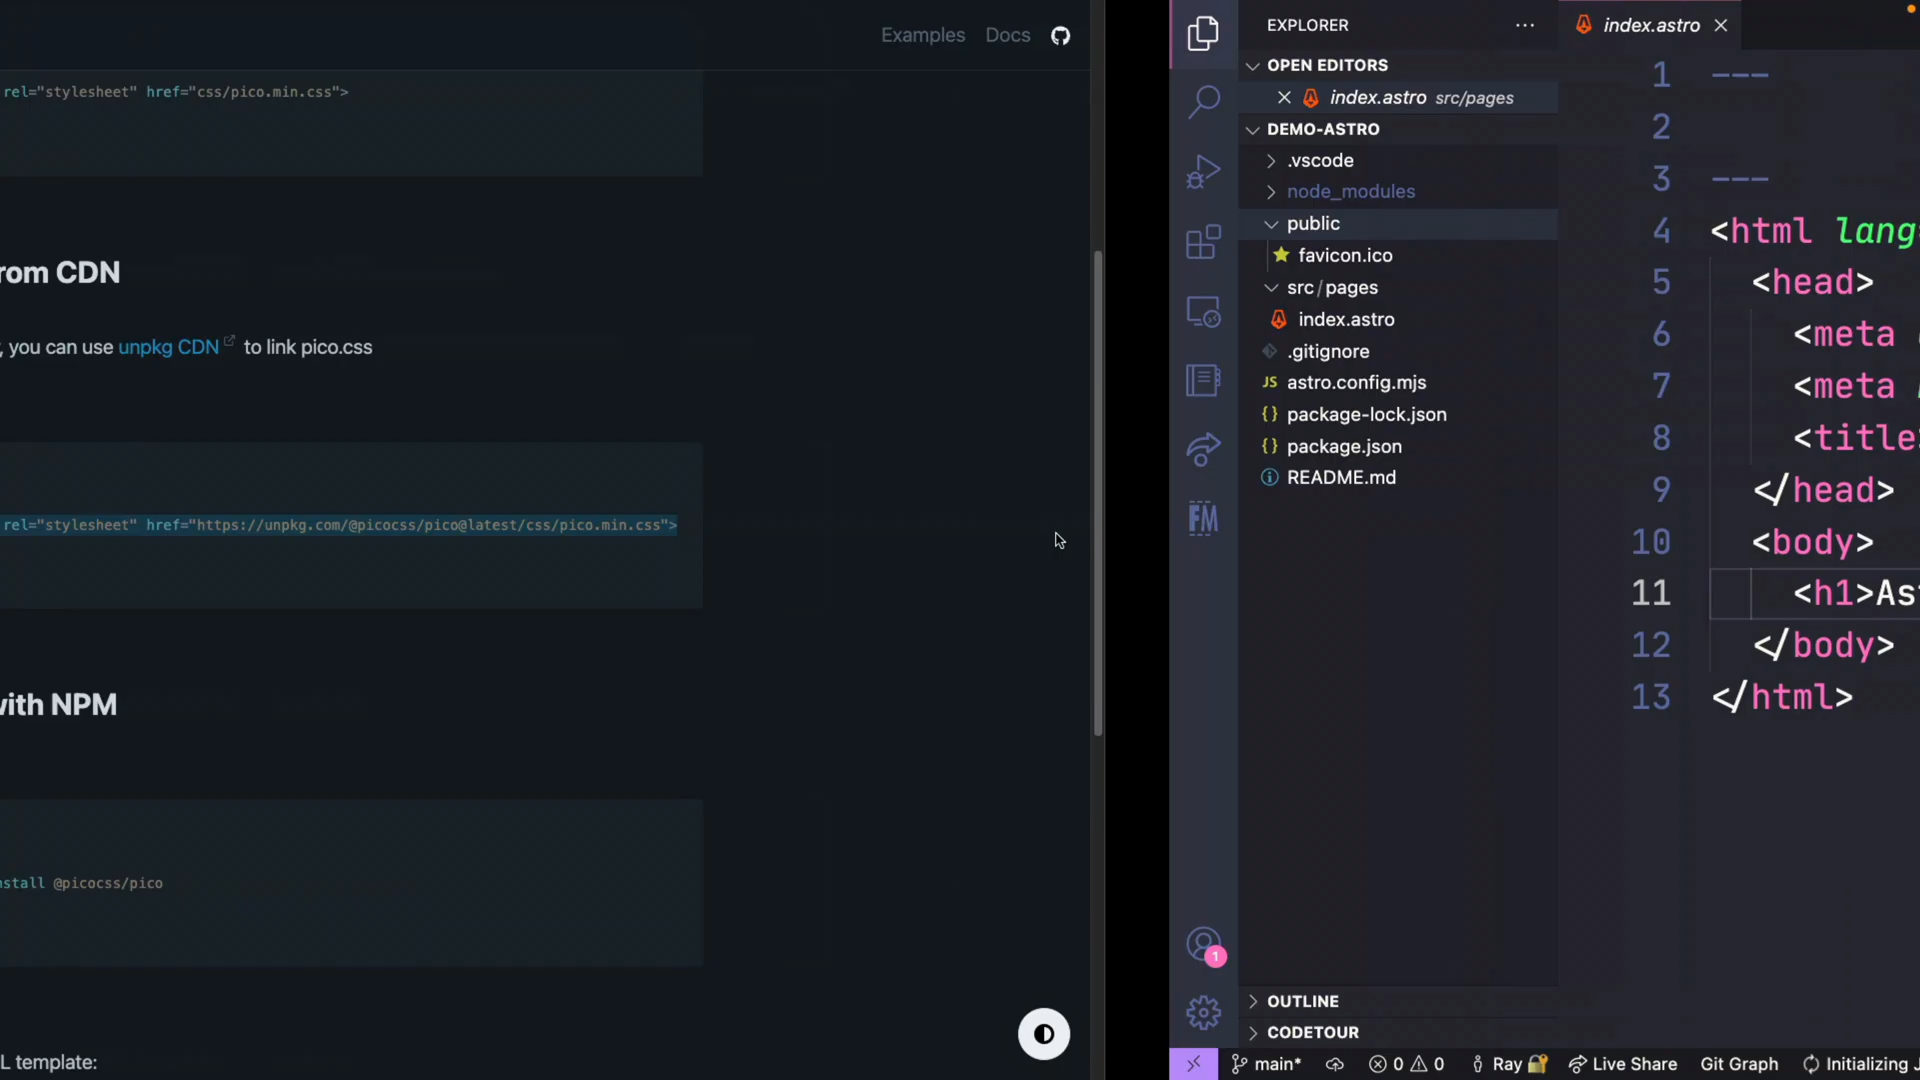 Examples Docs
rel="stylesheet" href="css/pico.min.css">
rom CDN
, you can use unpkg CDN to link pico.css
rel="stylesheet" href="https://unpkg.com/@picocss/pico@latest/css/pico.min.css">
with NPM
nstall @picocss/pico
L template:
EXPLORER
OPEN EDITORS
index.astro src/pages
DEMO-ASTRO
.vscode
node_modules
public
favicon.ico
src/pages
index.astro
.gitignore
JS astro.config.mjs
{} package-lock.json
{} package.json
README.md
FM
1
OUTLINE
CODETOUR
index.astro
1 ---
2
3 ---
4 <html lang=
5 <head>
6 <meta
7 <meta
8 <title>
9 </head>
10 <body>
11 <h1>As
12 </body>
13 </html>
main* 0 0 Ray Live Share Git Graph Initializing J